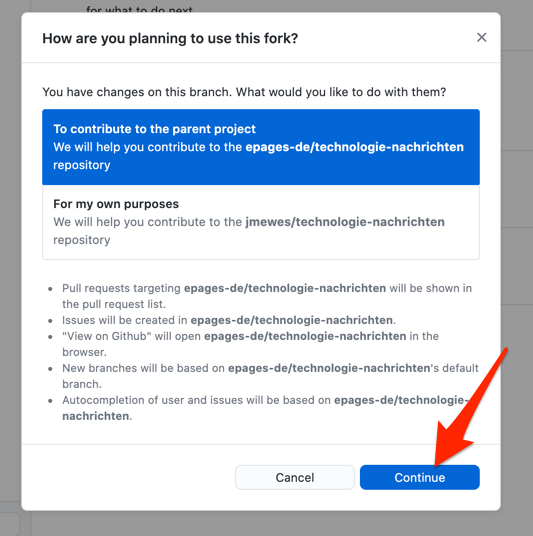 for what to do next
How are you planning to use this fork?
You have changes on this branch. What would you like to do with them?
To contribute to the parent project
We will help you contribute to the epages-de/technologie-nachrichten
repository
For my own purposes
We will help you contribute to the jmewes/technologie-nachrichten
repository
• Pull requests targeting epages-de/technologie-nachrichten will be shown in
the pull request list.
• Issues will be created in epages-de/technologie-nachrichten.
• "View on Github" will open epages-de/technologie-nachrichten in the
browser.
• New branches will be based on epages-de/technologie-nachrichten's default
branch.
• Autocompletion of user and issues will be based on epages-de/technologie-
nachrichten.
Cancel
Continue